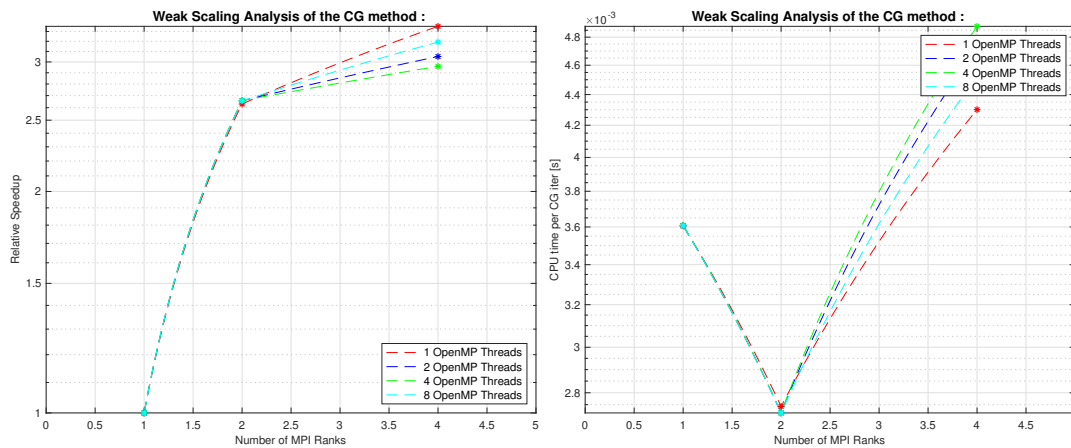 Weak Scaling Analysis of the CG method :
3
2.5
2
1.5
1
Relative Speedup
0 0.5 1 1.5 2 2.5 3 3.5 4 4.5 5
Number of MPI Ranks
1 OpenMP Threads
2 OpenMP Threads
4 OpenMP Threads
8 OpenMP Threads
Weak Scaling Analysis of the CG method :
×10⁻³
4.8
4.6
4.4
4.2
4
3.8
3.6
3.4
3.2
3
2.8
CPU time per CG iter [s]
0 0.5 1 1.5 2 2.5 3 3.5 4 4.5
Number of MPI Ranks
1 OpenMP Threads
2 OpenMP Threads
4 OpenMP Threads
8 OpenMP Threads